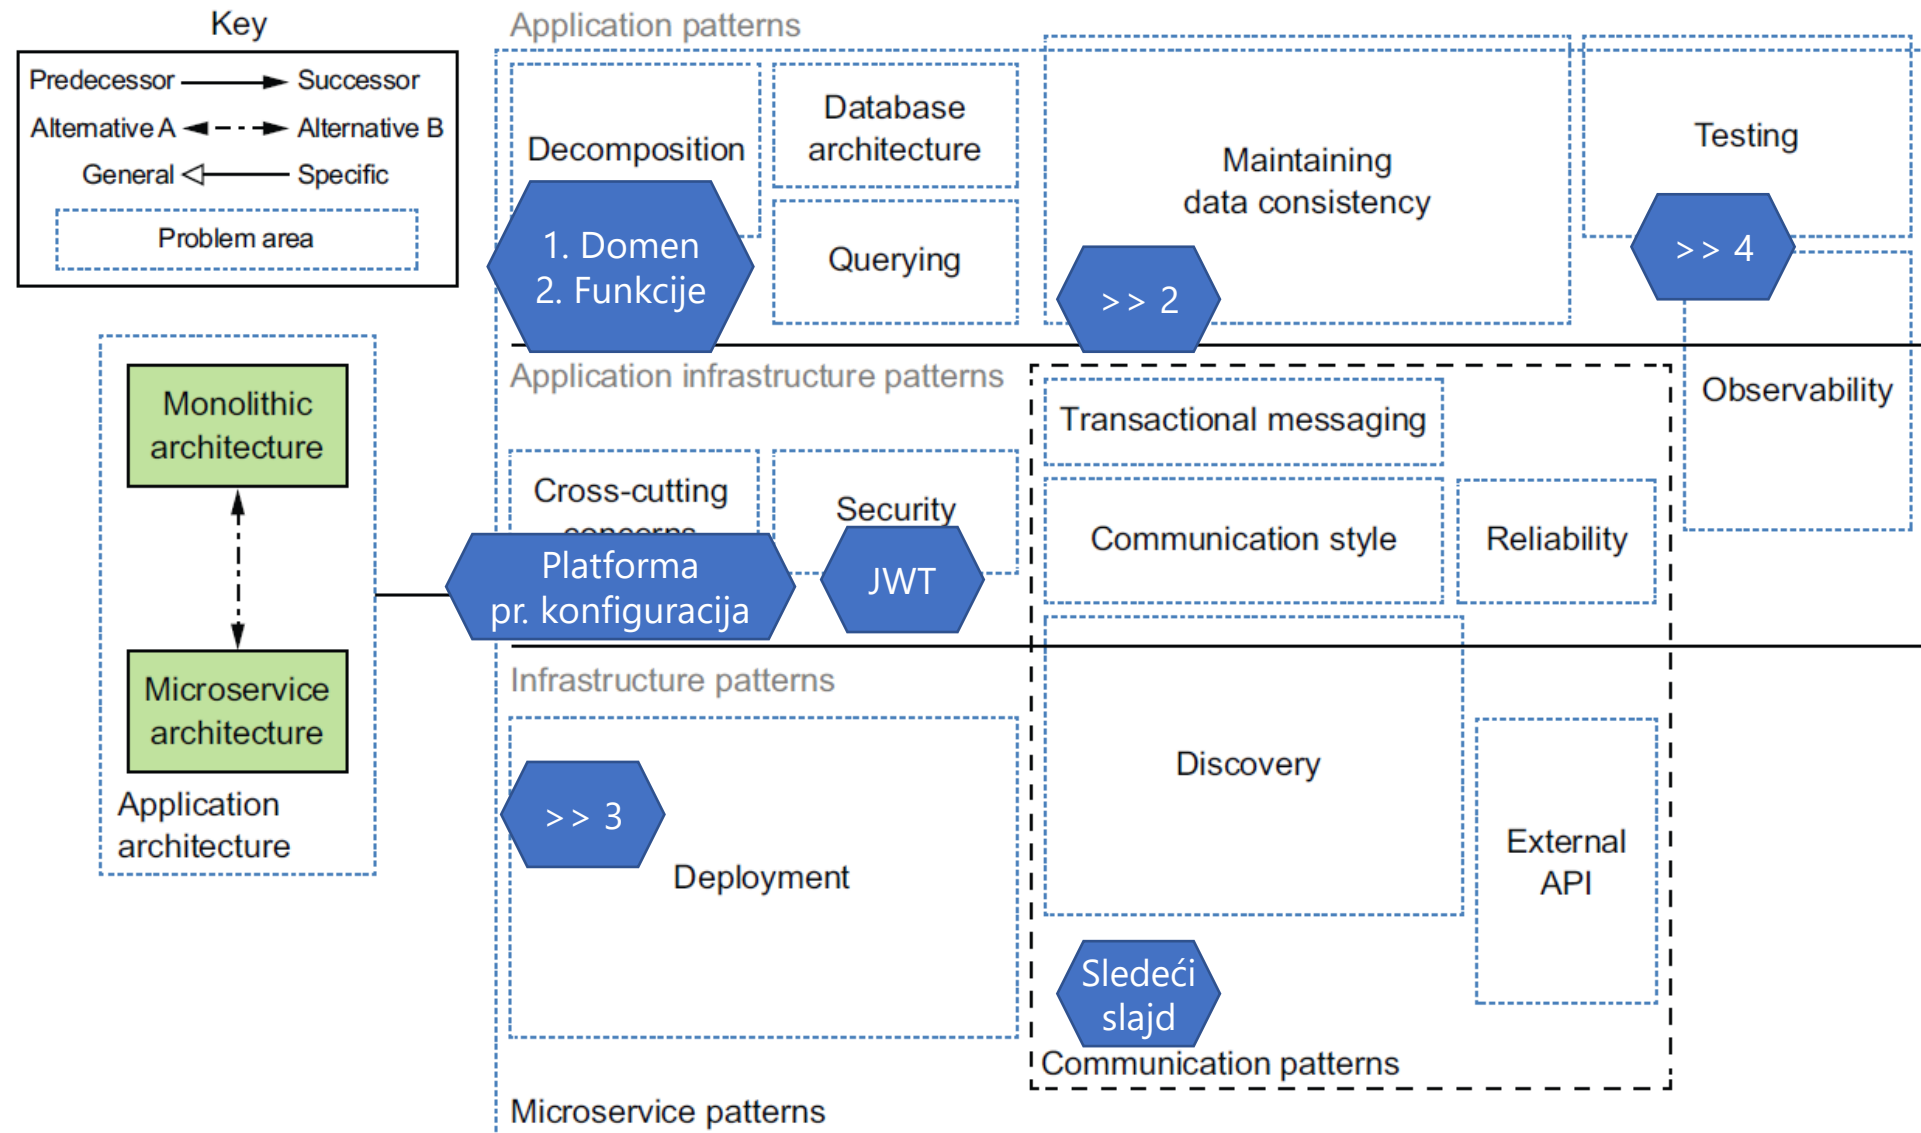 Key
Predecessor
Successor
Alternative A
Alternative B
General
Specific
Problem area
Monolithic
architecture
Microservice
architecture
Application
architecture
Application patterns
Decomposition
1. Domen
2. Funkcije
Database
architecture
Querying
Maintaining
data consistency
>> 2
Testing
>> 4
Observability
Application infrastructure patterns
Cross-cutting
concerns
Platforma
pr. konfiguracija
Security
JWT
Transactional messaging
Communication style
Reliability
Infrastructure patterns
>> 3
Deployment
Discovery
External
API
Sledeći
slajd
Communication patterns
Microservice patterns